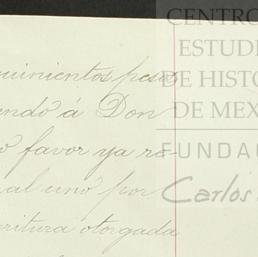 quinientos pesos
endó á Don
o favor ya re-
al uno por
critura otorgada
CENTRO
ESTUDI
DE HISTO
DE MEX
FUNDAC
Carlos